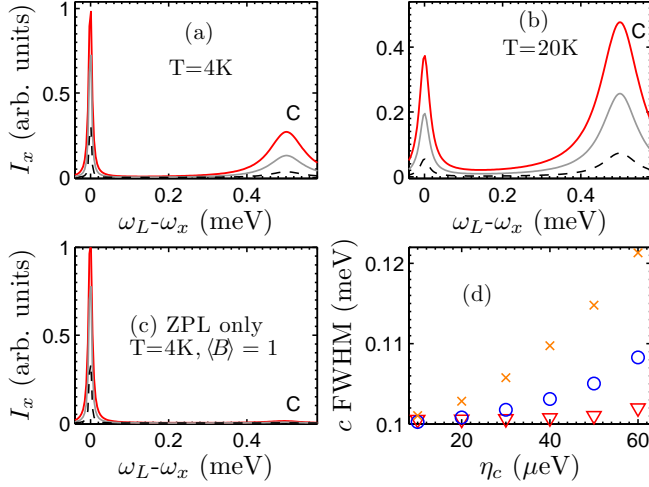 (a)
T=4K
C
I_x (arb. units)
1
0.5
0
0
0.2
0.4
ω_L-ω_x (meV)
(b)
T=20K
C
0.4
0.2
0
0
0.2
0.4
ω_L-ω_x (meV)
(c) ZPL only
T=4K, ⟨B⟩ = 1
C
I_x (arb. units)
1
0.5
0
0
0.2
0.4
ω_L-ω_x (meV)
(d)
c FWHM (meV)
0.12
0.11
0.1
20
40
60
η_c (μeV)